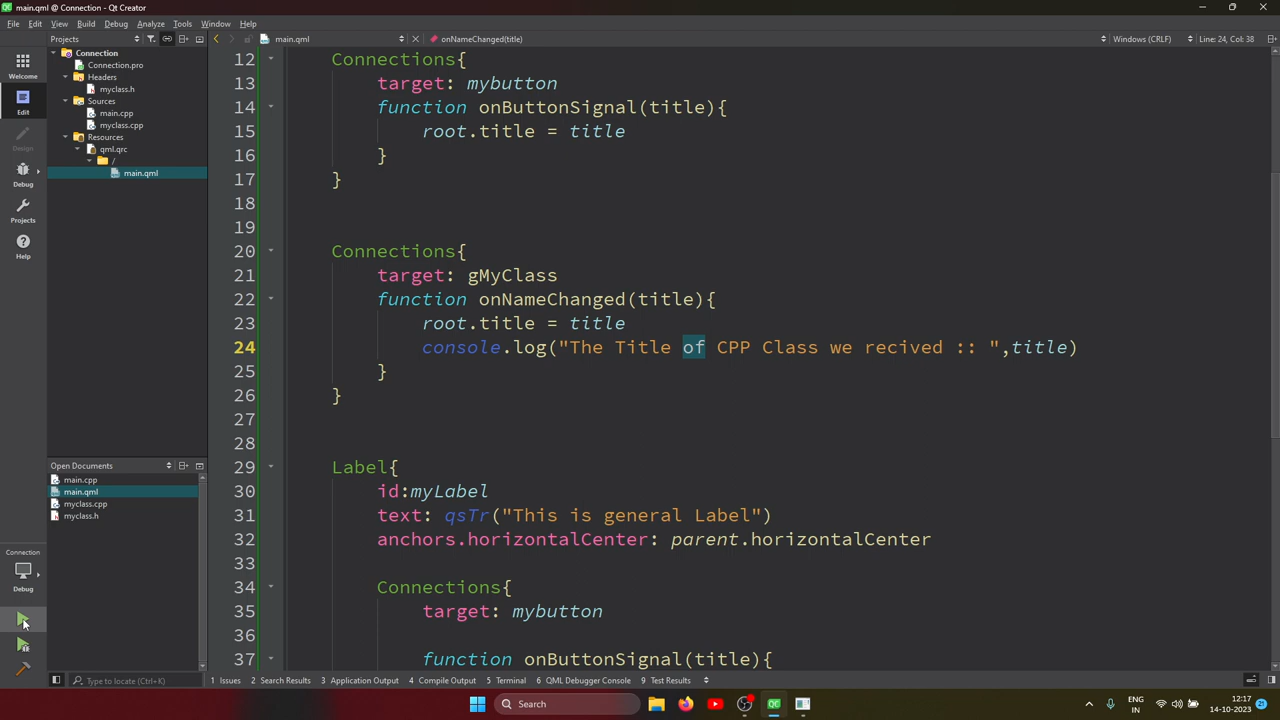 main.qml @ Connection - Qt Creator
File Edit View Build Debug Analyze Tools Window Help
Projects
main.qml
onNameChanged(title)
Windows (CRLF)
Line: 24, Col: 38
Welcome
Edit
Design
Debug
Projects
Help
Connection
Connection.pro
Headers
myclass.h
Sources
main.cpp
myclass.cpp
Resources
qml.qrc
/
main.qml
12 Connections{
13 target: mybutton
14 function onButtonSignal(title){
15 root.title = title
16 }
17 }
18
19
20 Connections{
21 target: gMyClass
22 function onNameChanged(title){
23 root.title = title
24 console.log("The Title of CPP Class we recived :: ",title)
25 }
26 }
27
28
29 Label{
30 id:myLabel
31 text: qsTr("This is general Label")
32 anchors.horizontalCenter: parent.horizontalCenter
33
34 Connections{
35 target: mybutton
36
37 function onButtonSignal(title){
Open Documents
main.cpp
main.qml
myclass.cpp
myclass.h
Connection
Debug
Type to locate (Ctrl+K)
1 Issues 2 Search Results 3 Application Output 4 Compile Output 5 Terminal 6 QML Debugger Console 8 Test Results
Search
ENG
IN
12:17
14-10-2023